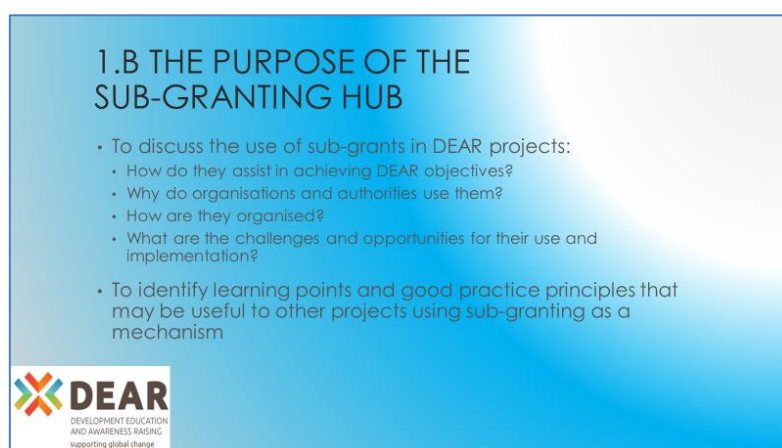 1.B THE PURPOSE OF THE
SUB-GRANTING HUB
• To discuss the use of sub-grants in DEAR projects:
• How do they assist in achieving DEAR objectives?
• Why do organisations and authorities use them?
• How are they organised?
• What are the challenges and opportunities for their use and
implementation?
• To identify learning points and good practice principles that
may be useful to other projects using sub-granting as a
mechanism
DEAR
DEVELOPMENT EDUCATION
AND AWARENESS RAISING
supporting global change